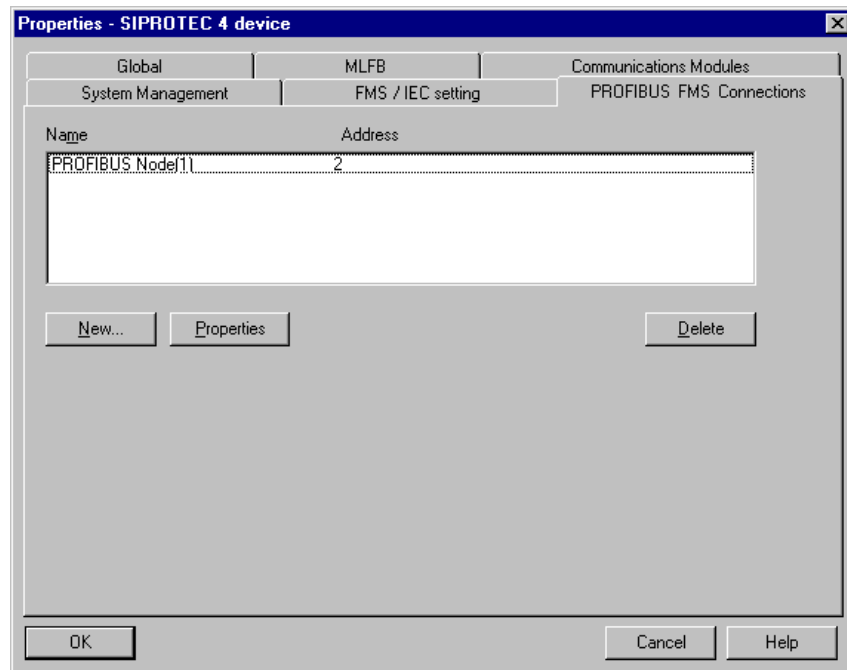 Properties - SIPROTEC 4 device
Global MLFB Communications Modules
System Management FMS / IEC setting PROFIBUS FMS Connections
Name Address
PROFIBUS Node(1) 2
New... Properties Delete
OK Cancel Help